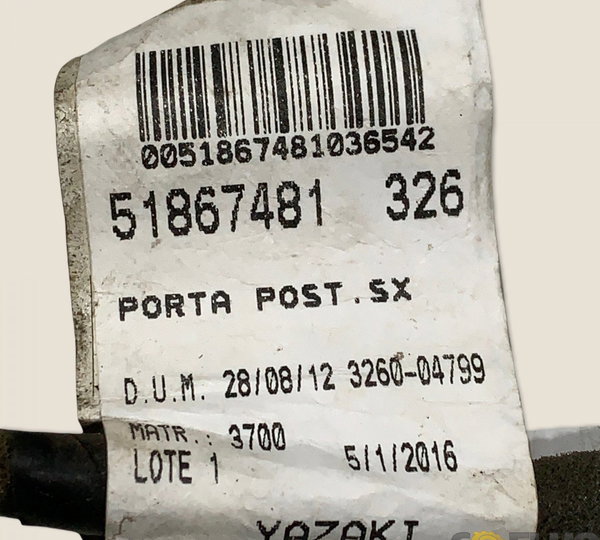 0051867481036542
51867481 326
PORTA POST.SX
D.U.M. 28/08/12 3260-04799
MATR.: 3700
LOTE 1 5/1/2016
YAZAKI